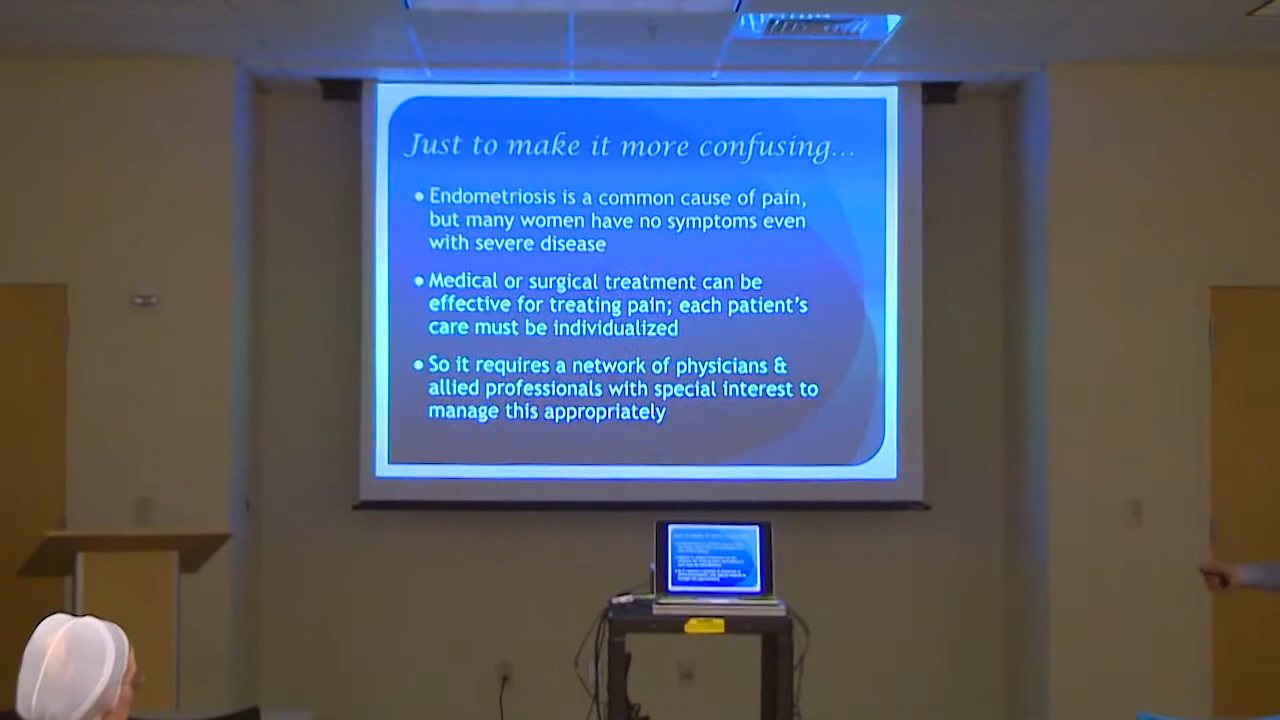 Just to make it more confusing...
• Endometriosis is a common cause of pain,
but many women have no symptoms even
with severe disease
• Medical or surgical treatment can be
effective for treating pain; each patient's
care must be individualized
• So it requires a network of physicians &
allied professionals with special interest to
manage this appropriately